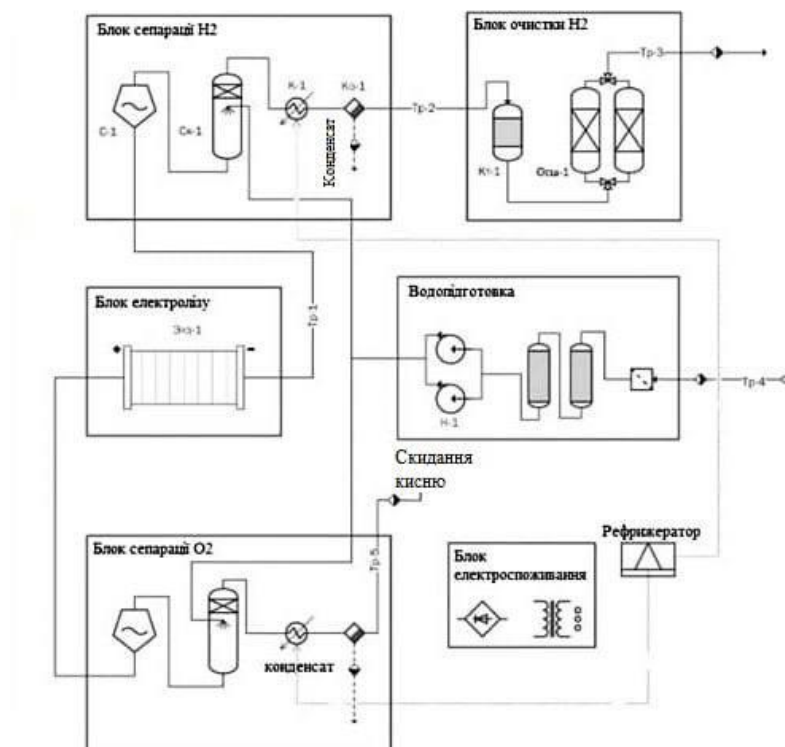 Блок сепарації Н2
Блок очистки Н2
К-1
Ко-1
Тр-3
С-1
Ск-1
Тр-2
Конденсат
Кт-1
Осш-1
Блок електролізу
Тр-1
Водопідготовка
Н-1
Тр-4
Скидання
кисню
Блок сепарації О2
Тр-5
Блок
електроспоживання
Рефрижератор
конденсат